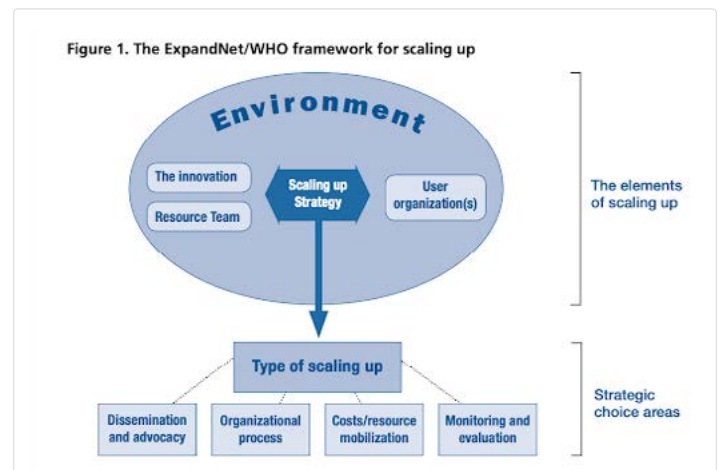 Figure 1. The ExpandNet/WHO framework for scaling up
Environment
The innovation
Resource Team
Scaling up
Strategy
User
organization(s)
The elements
of scaling up
Type of scaling up
Dissemination
and advocacy
Organizational
process
Costs/resource
mobilization
Monitoring and
evaluation
Strategic
choice areas